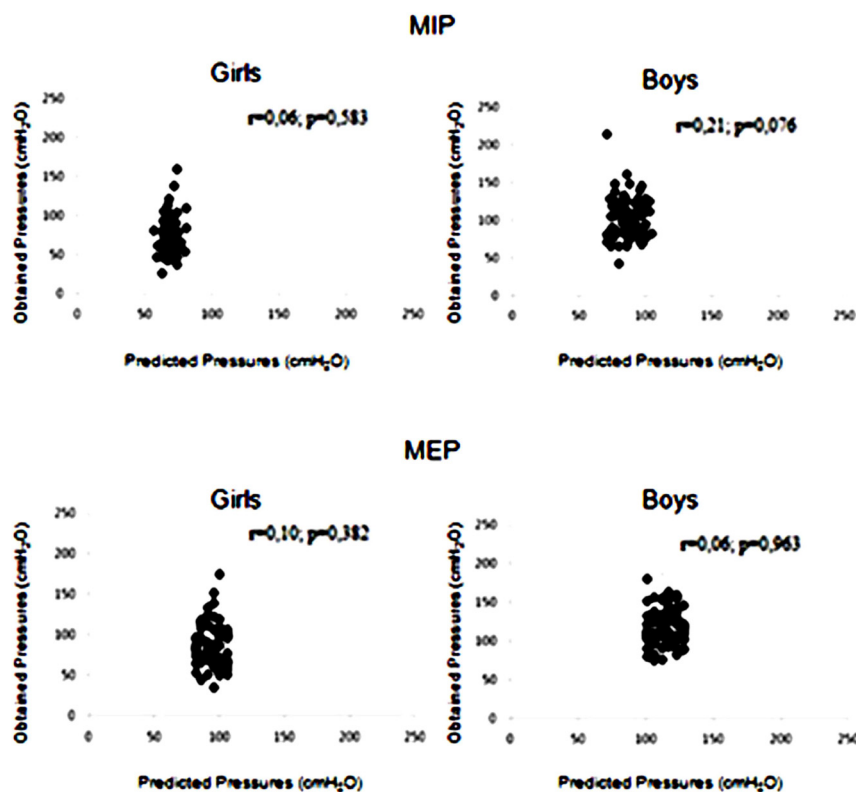 MIP
Girls
r=0,06; p=0,583
Obtained Pressures (cmH₂O)
250
200
150
100
50
0
0 50 100 150 200 250
Predicted Pressures (cmH₂O)
Boys
r=0,21; p=0,076
Obtained Pressures (cmH₂O)
250
200
150
100
50
0
0 50 100 150 200 250
Predicted Pressures (cmH₂O)
MEP
Girls
r=0,10; p=0,382
Obtained Pressures (cmH₂O)
250
200
150
100
50
0
0 50 100 150 200 250
Predicted Pressures (cmH₂O)
Boys
r=0,06; p=0,963
Obtained Pressures (cmH₂O)
250
200
150
100
50
0
0 50 100 150 200 250
Predicted Pressures (cmH₂O)